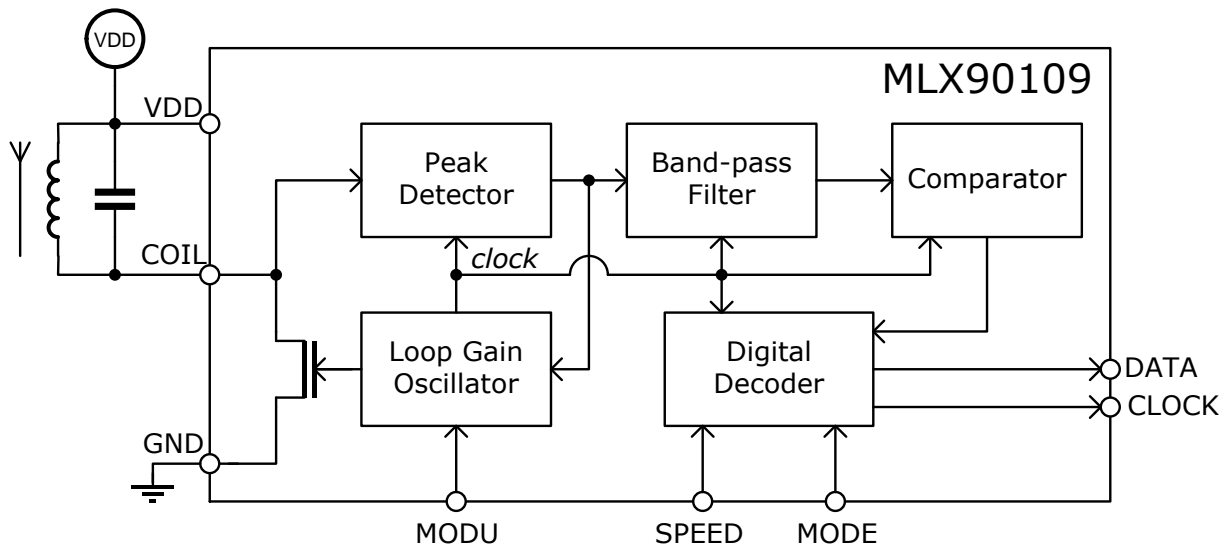 VDD
MLX90109
VDD
Peak
Detector
Band-pass
Filter
Comparator
COIL
clock
Loop Gain
Oscillator
Digital
Decoder
DATA
CLOCK
GND
MODU
SPEED
MODE